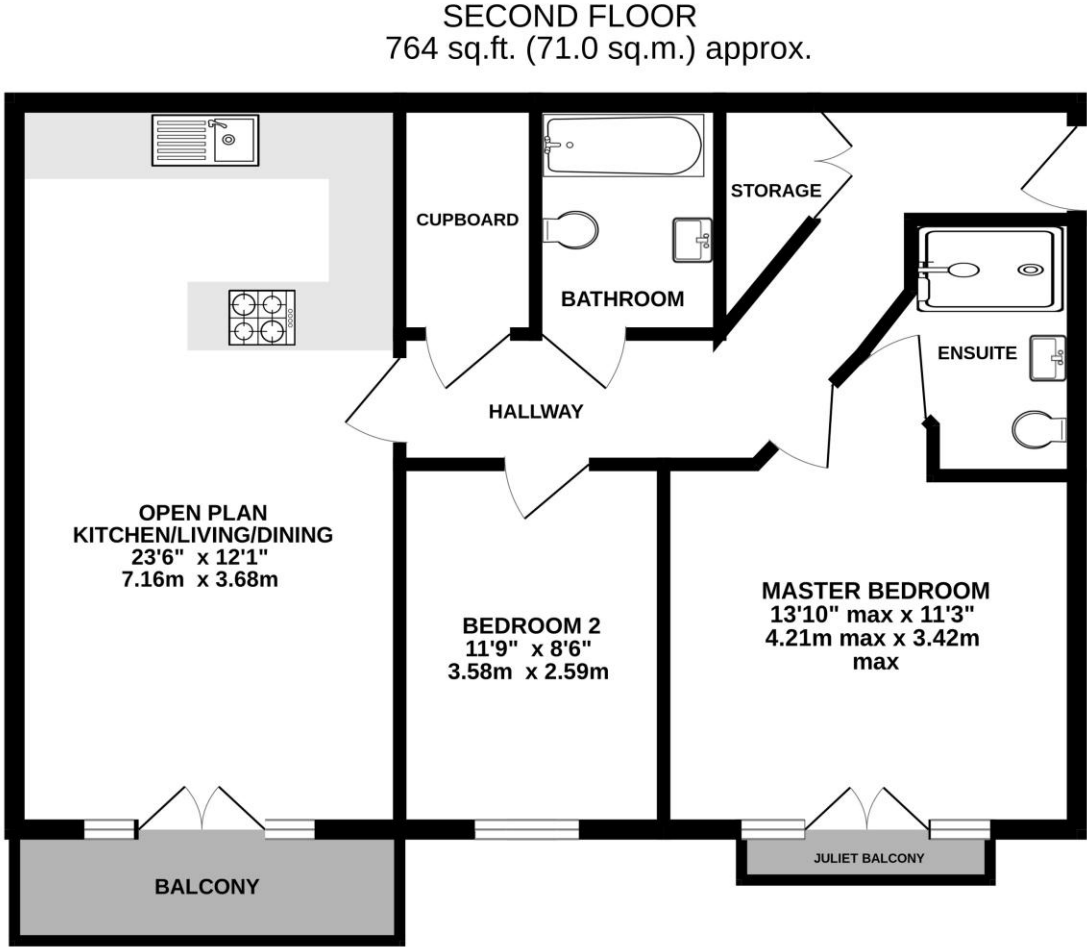 SECOND FLOOR
764 sq.ft. (71.0 sq.m.) approx.
STORAGE
CUPBOARD
BATHROOM
ENSUITE
HALLWAY
OPEN PLAN
KITCHEN/LIVING/DINING
23'6" x 12'1"
7.16m x 3.68m
BEDROOM 2
11'9" x 8'6"
3.58m x 2.59m
MASTER BEDROOM
13'10" max x 11'3"
4.21m max x 3.42m
max
BALCONY
JULIET BALCONY